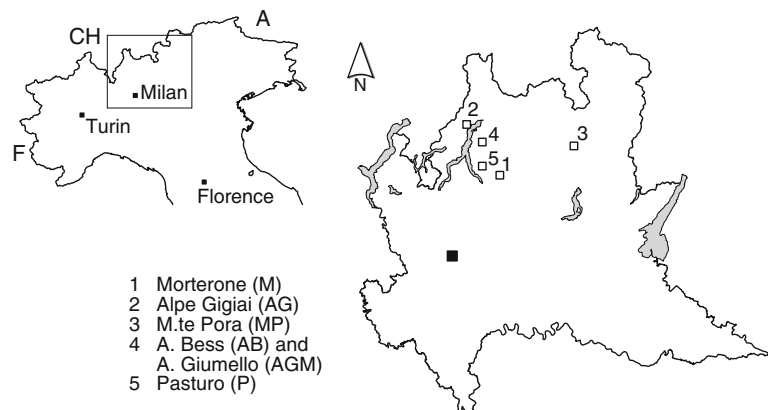 A
CH
Milan
Turin
F
Florence
N
2
4
3
5
1
1 Morterone (M)
2 Alpe Gigiai (AG)
3 M.te Pora (MP)
4 A. Bess (AB) and
A. Giumello (AGM)
5 Pasturo (P)